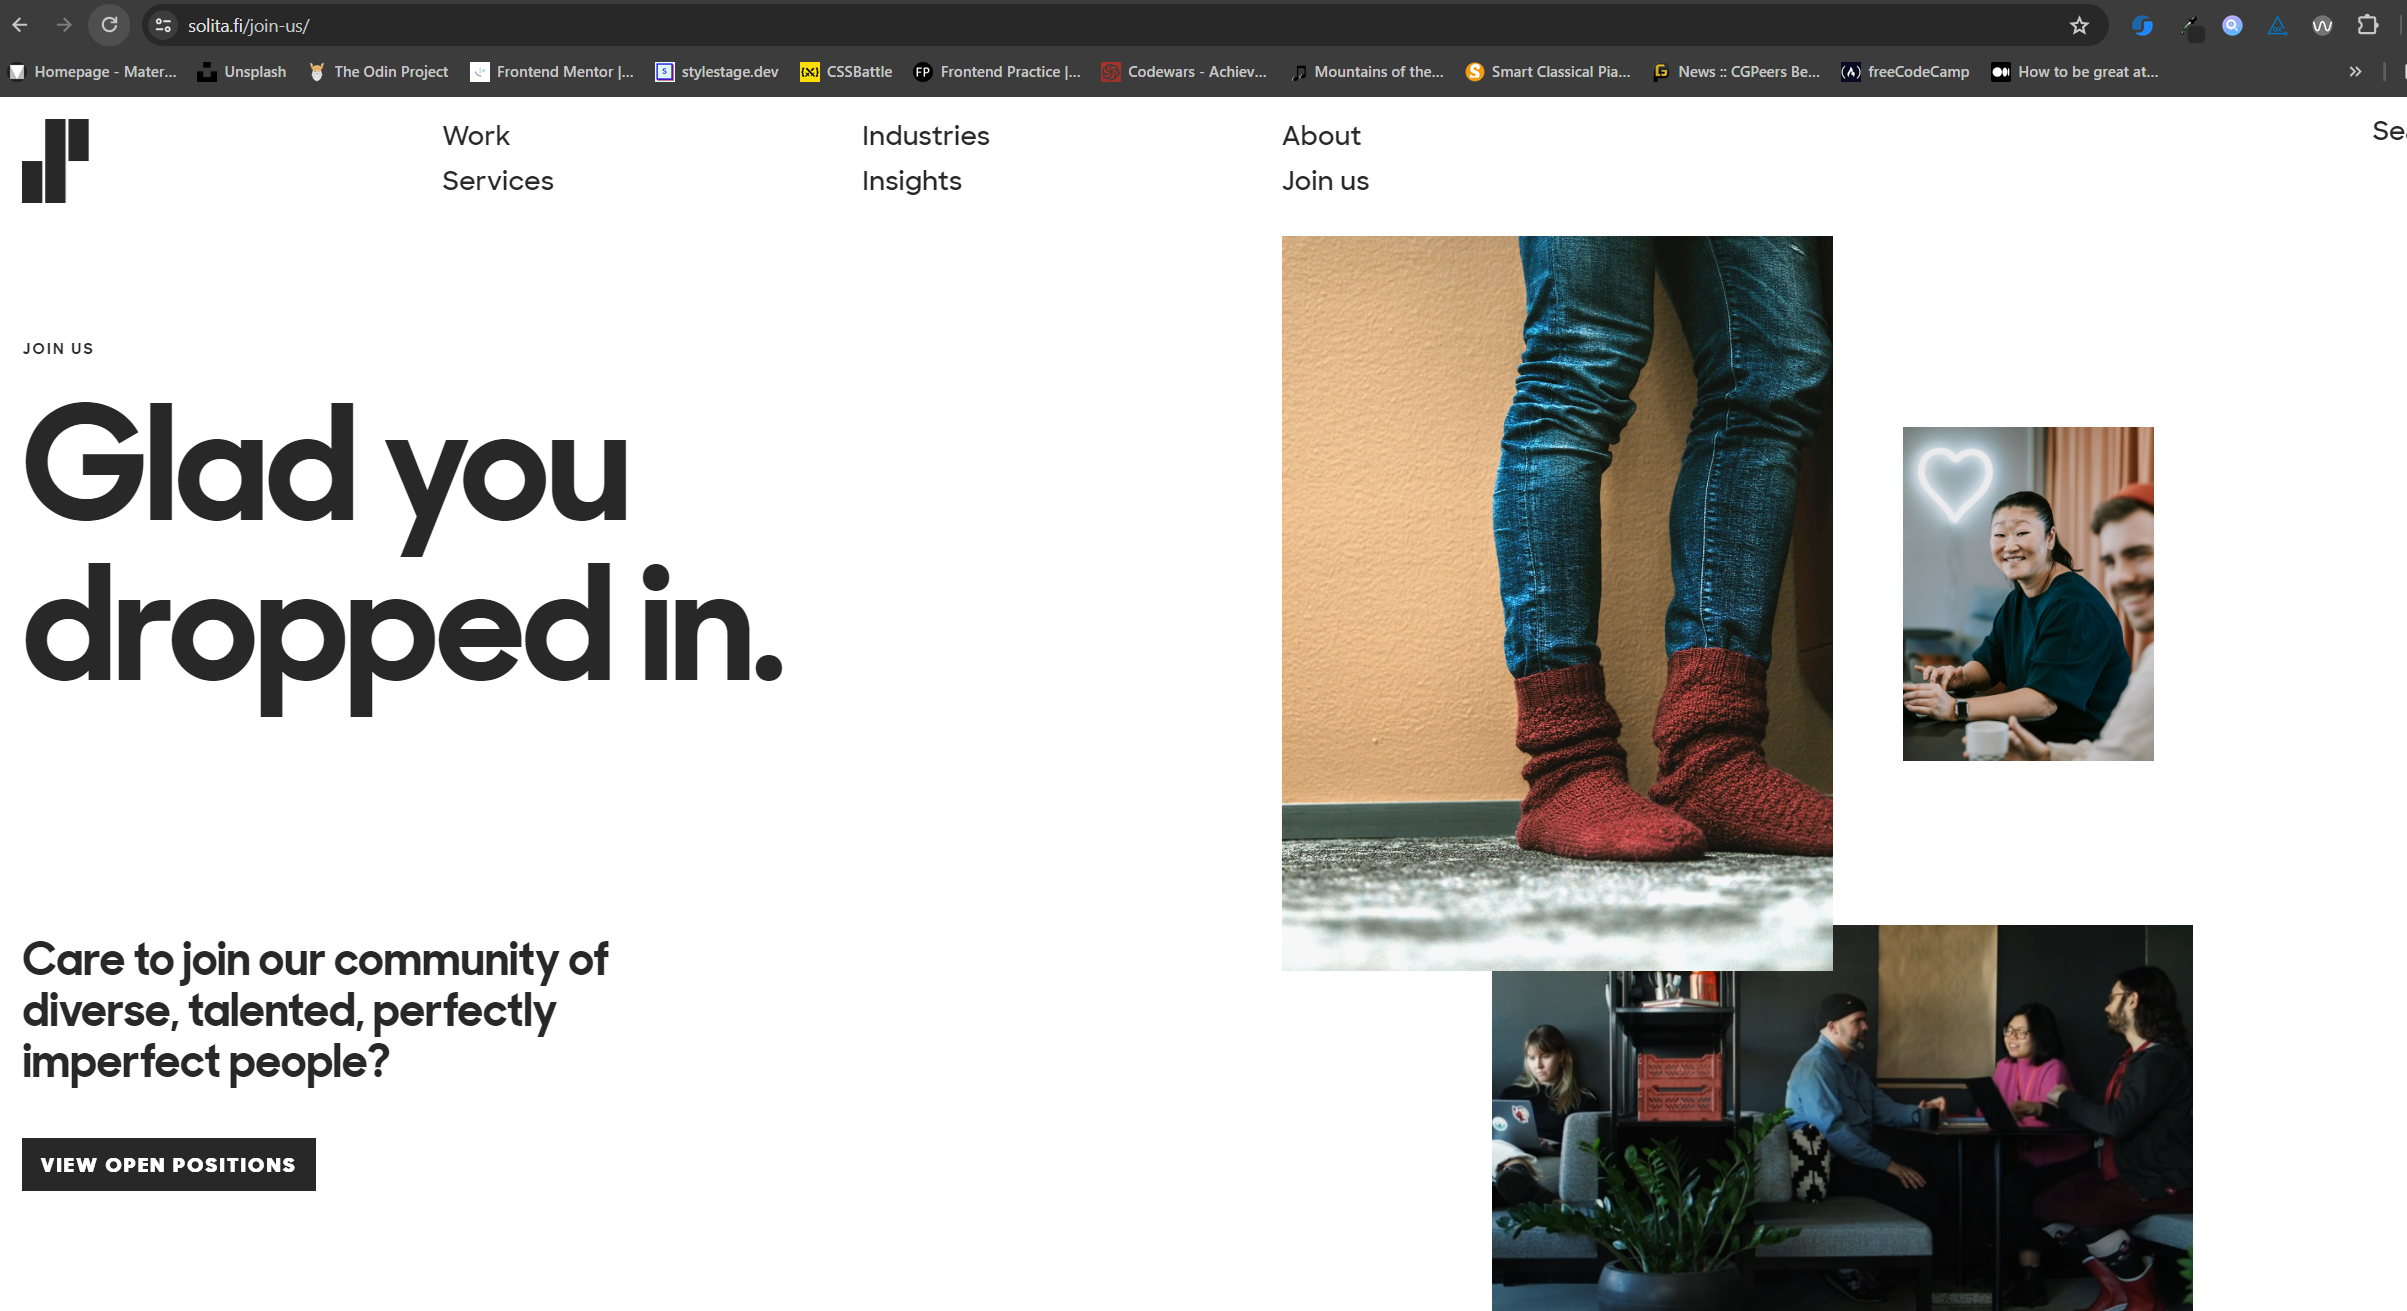 solita.fi/join-us/
Homepage - Mater...
Unsplash
The Odin Project
Frontend Mentor |...
stylestage.dev
CSSBattle
FP
Frontend Practice |...
Codewars - Achiev...
Mountains of the...
Smart Classical Pia...
News :: CGPeers Be...
freeCodeCamp
How to be great at...
Work
Industries
About
Services
Insights
Join us
JOIN US
Glad you
dropped in.
Care to join our community of
diverse, talented, perfectly
imperfect people?
VIEW OPEN POSITIONS